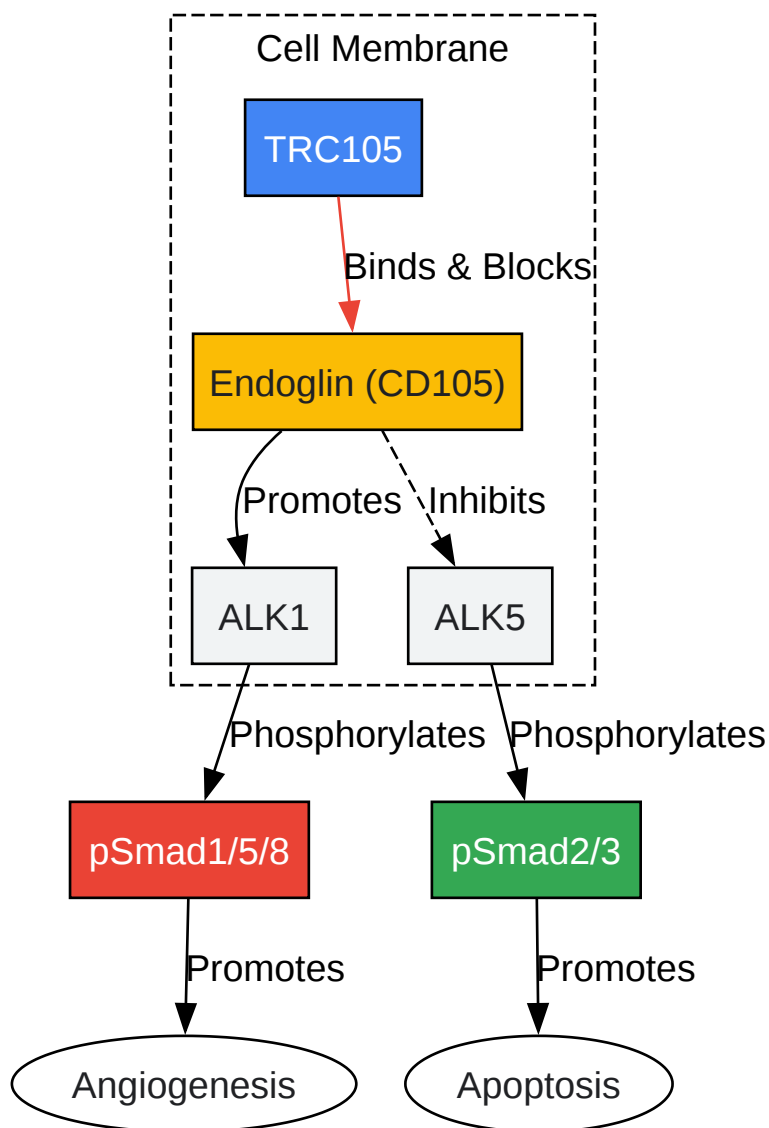 Cell Membrane
TRC105
Binds & Blocks
Endoglin (CD105)
Promotes
Inhibits
ALK1
ALK5
Phosphorylates
Phosphorylates
pSmad1/5/8
pSmad2/3
Promotes
Promotes
Angiogenesis
Apoptosis